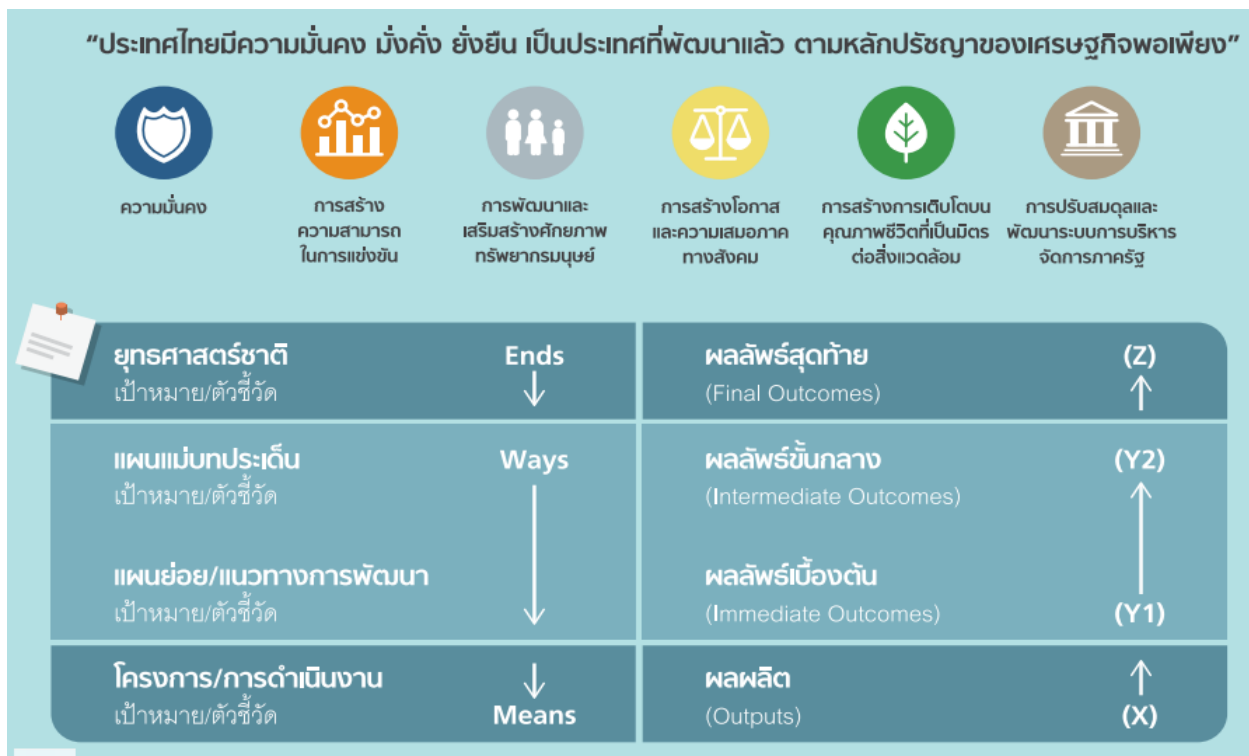 “ประเทศไทยมีความมั่นคง มั่งคั่ง ยั่งยืน เป็นประเทศที่พัฒนาแล้ว ตามหลักปรัชญาของเศรษฐกิจพอเพียง”
ความมั่นคง
การสร้าง
ความสามารถ
ในการแข่งขัน
การพัฒนาและ
เสริมสร้างศักยภาพ
ทรัพยากรมนุษย์
การสร้างโอกาส
และความเสมอภาค
ทางสังคม
การสร้างการเติบโตบน
คุณภาพชีวิตที่เป็นมิตร
ต่อสิ่งแวดล้อม
การปรับสมดุลและ
พัฒนาระบบการบริหาร
จัดการภาครัฐ
ยุทธศาสตร์ชาติ Ends
เป้าหมาย/ตัวชี้วัด
ผลลัพธ์สุดท้าย (Z)
(Final Outcomes)
แผนแม่บทประเด็น Ways
เป้าหมาย/ตัวชี้วัด
ผลลัพธ์ขั้นกลาง (Y2)
(Intermediate Outcomes)
แผนย่อย/แนวทางการพัฒนา
เป้าหมาย/ตัวชี้วัด
ผลลัพธ์เบื้องต้น
(Immediate Outcomes) (Y1)
โครงการ/การดำเนินงาน
เป้าหมาย/ตัวชี้วัด Means
ผลผลิต
(Outputs) (X)